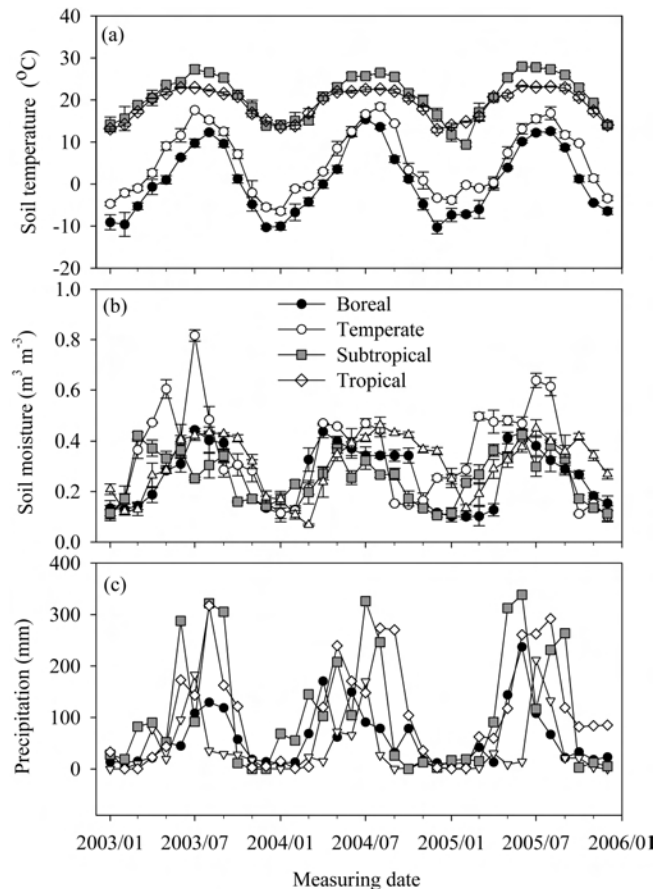 (a)
40
30
20
10
0
-10
-20
Soil temperature (⁰C)
(b)
1.0
0.8
0.6
0.4
0.2
0.0
Soil moisture (m³ m⁻³)
Boreal
Temperate
Subtropical
Tropical
(c)
400
300
200
100
0
Precipitation (mm)
2003/01 2003/07 2004/01 2004/07 2005/01 2005/07 2006/01
Measuring date